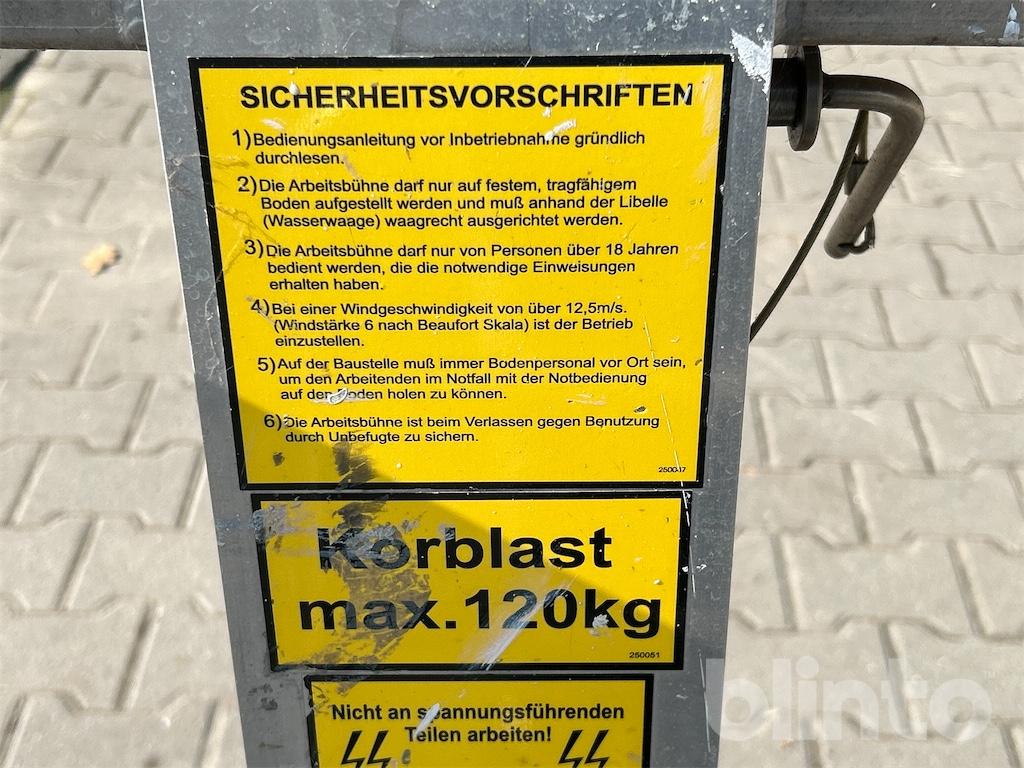 SICHERHEITSVORSCHRIFTEN
1) Bedienungsanleitung vor Inbetriebnahme gründlich
durchlesen.
2) Die Arbeitsbühne darf nur auf festem, tragfähigem
Boden aufgestellt werden und muß anhand der Libelle
(Wasserwaage) waagrecht ausgerichtet werden.
3) Die Arbeitsbühne darf nur von Personen über 18 Jahren
bedient werden, die die notwendige Einweisungen
erhalten haben.
4) Bei einer Windgeschwindigkeit von über 12,5m/s.
(Windstärke 6 nach Beaufort Skala) ist der Betrieb
einzustellen.
5) Auf der Baustelle muß immer Bodenpersonal vor Ort sein,
um den Arbeitenden im Notfall mit der Notbedienung
auf den Boden holen zu können.
6) Die Arbeitsbühne ist beim Verlassen gegen Benutzung
durch Unbefugte zu sichern.
250047
Korblast
max.120kg
250051
Nicht an spannungsführenden
Teilen arbeiten!
blinto